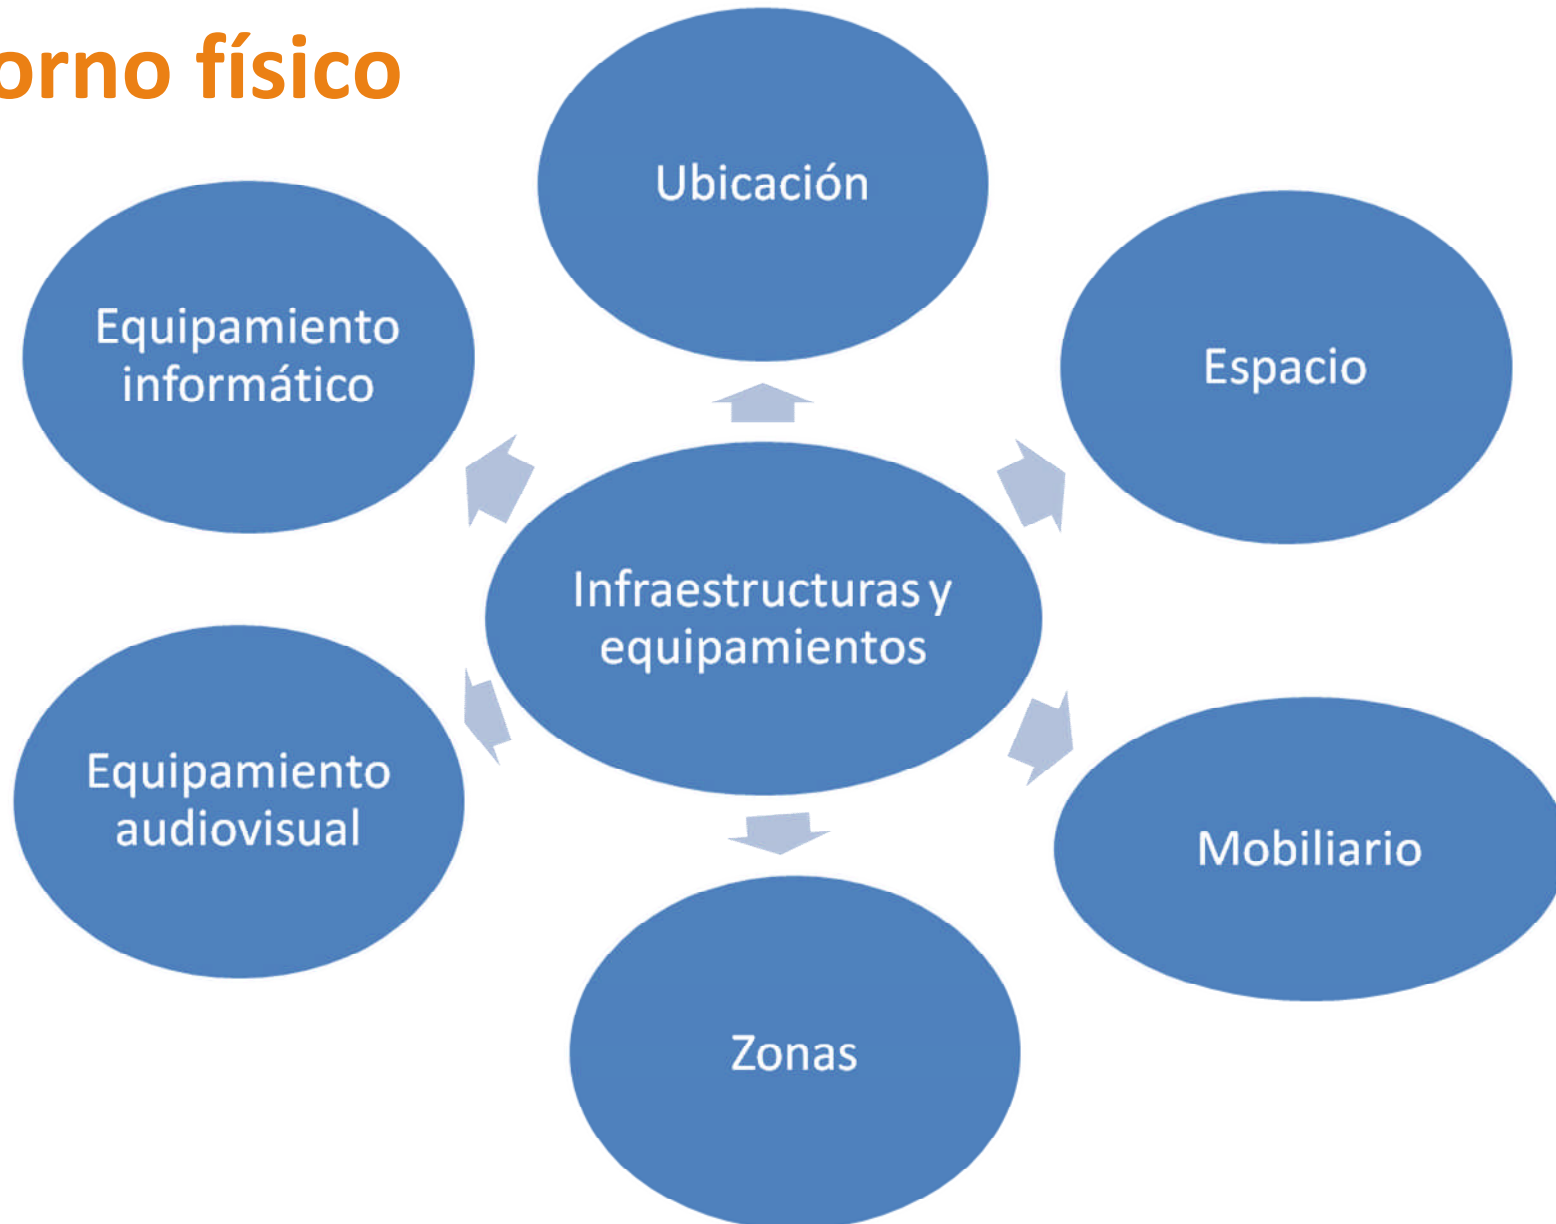 orno físico
Ubicación
Equipamiento
informático
Espacio
Infraestructuras y
equipamientos
Equipamiento
audiovisual
Mobiliario
Zonas